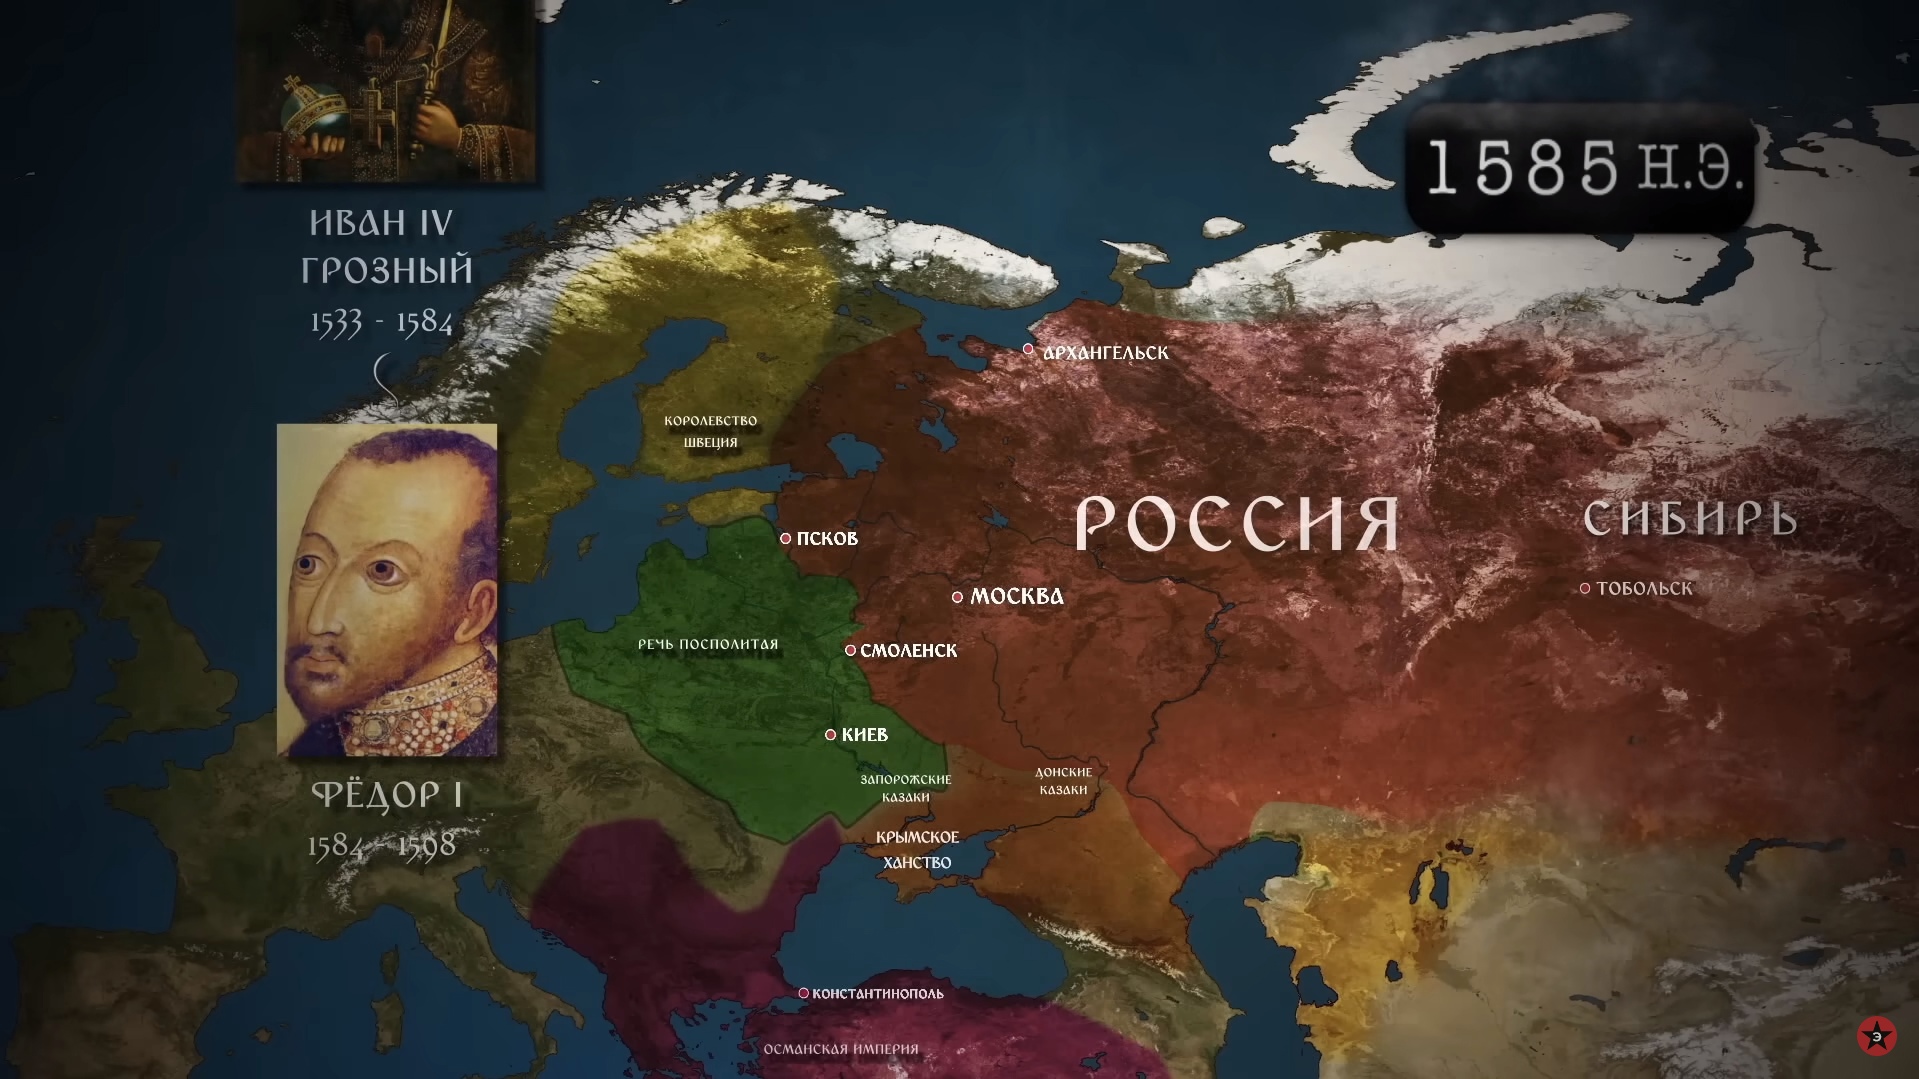 1585 Н.Э.
ИВАН IV
ГРОЗНЫЙ
1533 - 1584
ФЁДОР I
1584 - 1598
АРХАНГЕЛЬСК
КОРОЛЕВСТВО
ШВЕЦИЯ
РОССИЯ
СИБИРЬ
ПСКОВ
ТОБОЛЬСК
МОСКВА
РЕЧЬ ПОСПОЛИТАЯ
СМОЛЕНСК
КИЕВ
ЗАПОРОЖСКИЕ
КАЗАКИ
ДОНСКИЕ
КАЗАКИ
КРЫМСКОЕ
ХАНСТВО
КОНСТАНТИНОПОЛЬ
ОСМАНСКАЯ ИМПЕРИЯ
Э